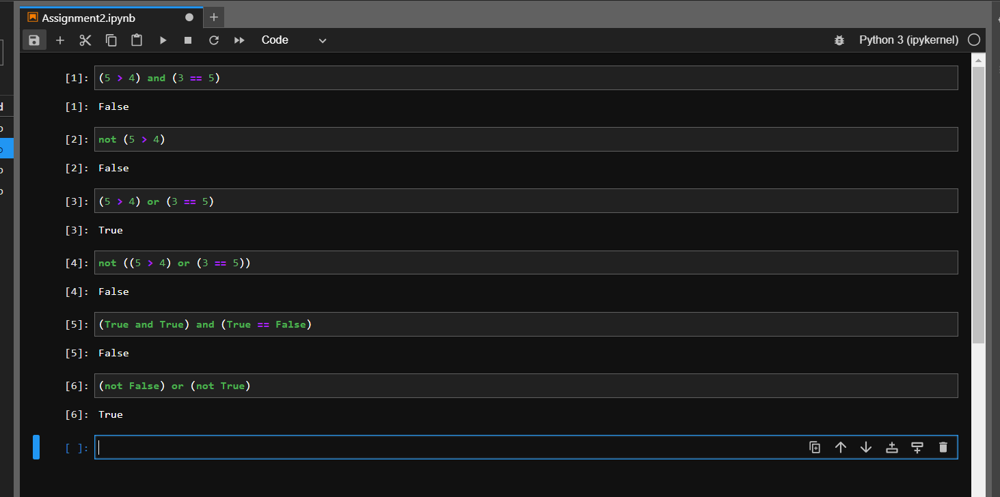 Assignment2.ipynb
Code
Python 3 (ipykernel)
[1]: (5 > 4) and (3 == 5)
[1]: False
[2]: not (5 > 4)
[2]: False
[3]: (5 > 4) or (3 == 5)
[3]: True
[4]: not ((5 > 4) or (3 == 5))
[4]: False
[5]: (True and True) and (True == False)
[5]: False
[6]: (not False) or (not True)
[6]: True
[ ]: